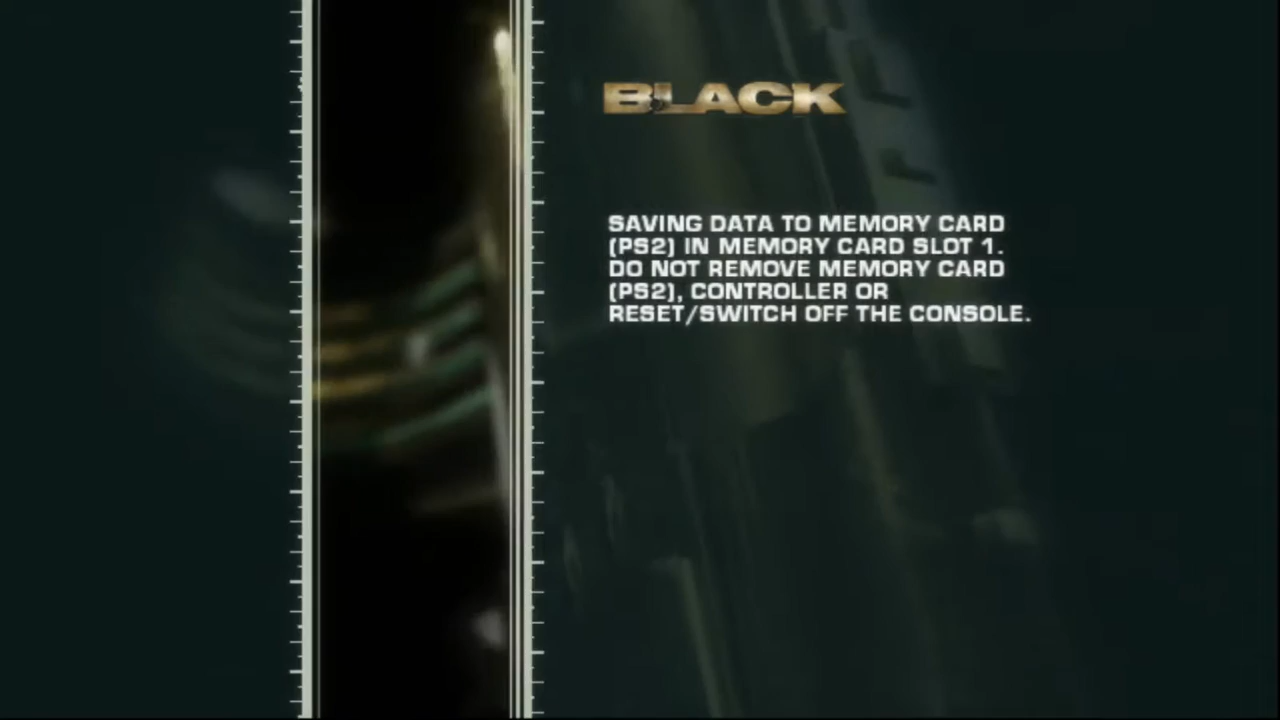 BLACK
SAVING DATA TO MEMORY CARD
(PS2) IN MEMORY CARD SLOT 1.
DO NOT REMOVE MEMORY CARD
(PS2), CONTROLLER OR
RESET/SWITCH OFF THE CONSOLE.